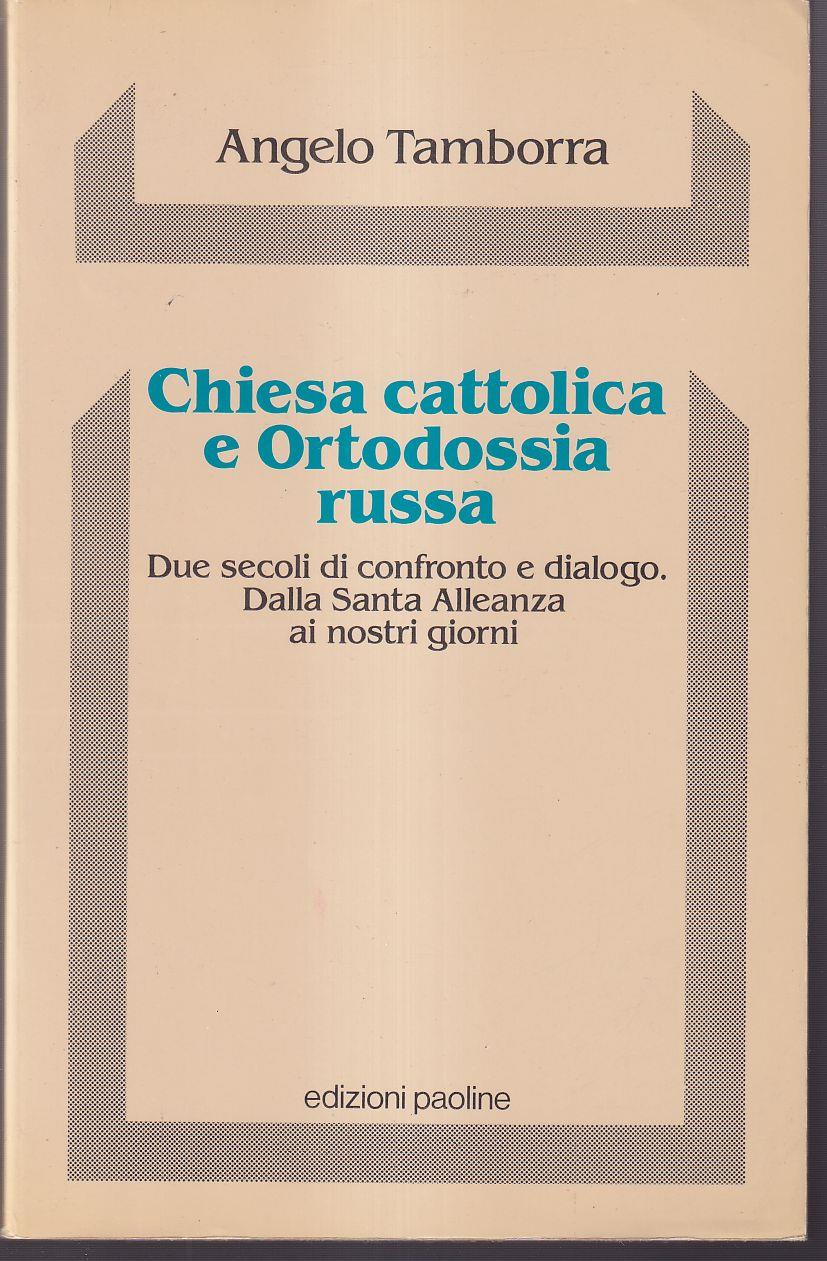 Angelo Tamborra
Chiesa cattolica
e Ortodossia
russa
Due secoli di confronto e dialogo.
Dalla Santa Alleanza
ai nostri giorni
edizioni paoline